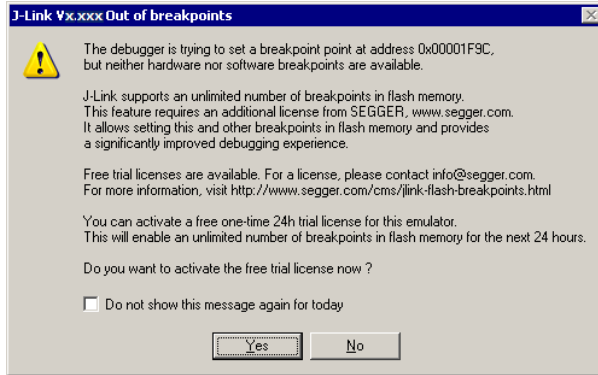 J-Link Vx.xxx Out of breakpoints
The debugger is trying to set a breakpoint point at address 0x00001F9C,
but neither hardware nor software breakpoints are available.
J-Link supports an unlimited number of breakpoints in flash memory.
This feature requires an additional license from SEGGER, www.segger.com.
It allows setting this and other breakpoints in flash memory and provides
a significantly improved debugging experience.
Free trial licenses are available. For a license, please contact info@segger.com.
For more information, visit http://www.segger.com/cms/jlink-flash-breakpoints.html
You can activate a free one-time 24h trial license for this emulator.
This will enable an unlimited number of breakpoints in flash memory for the next 24 hours.
Do you want to activate the free trial license now ?
Do not show this message again for today
Yes No